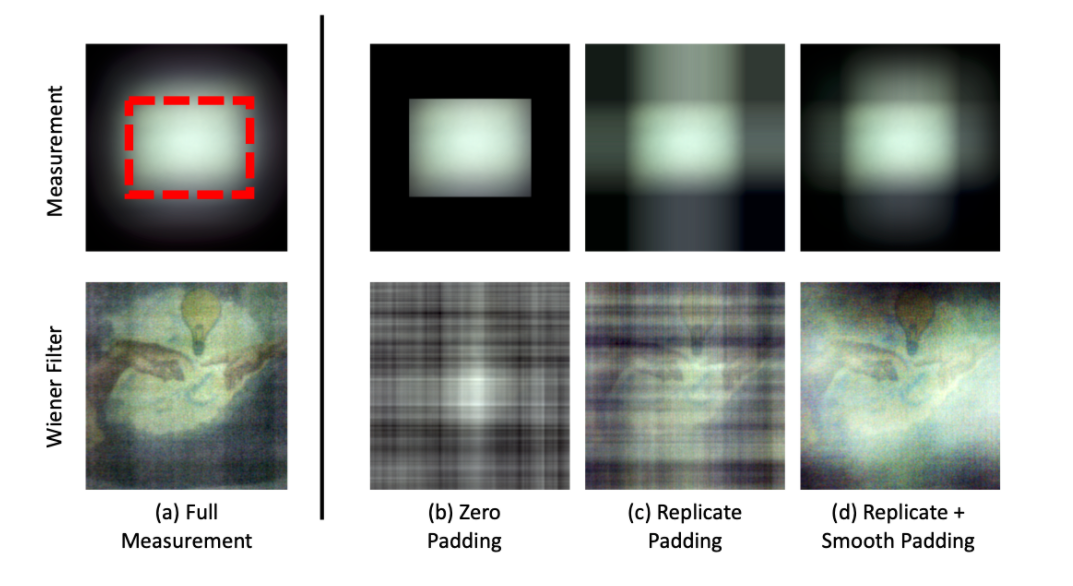 Measurement
Wiener Filter
(a) Full
Measurement
(b) Zero
Padding
(c) Replicate
Padding
(d) Replicate +
Smooth Padding